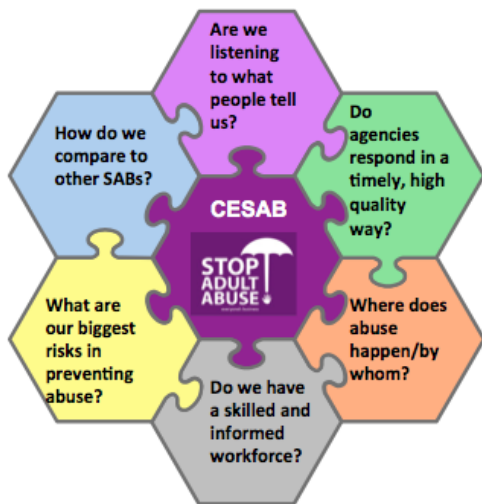 Are we
listening
to what
people tell
us?
Do
agencies
respond in a
timely, high
quality
way?
How do we
compare to
other SABs?
CESAB
STOP
ADULT
ABUSE
What are
our biggest
risks in
preventing
abuse?
Where does
abuse
happen/by
whom?
Do we have
a skilled and
informed
workforce?